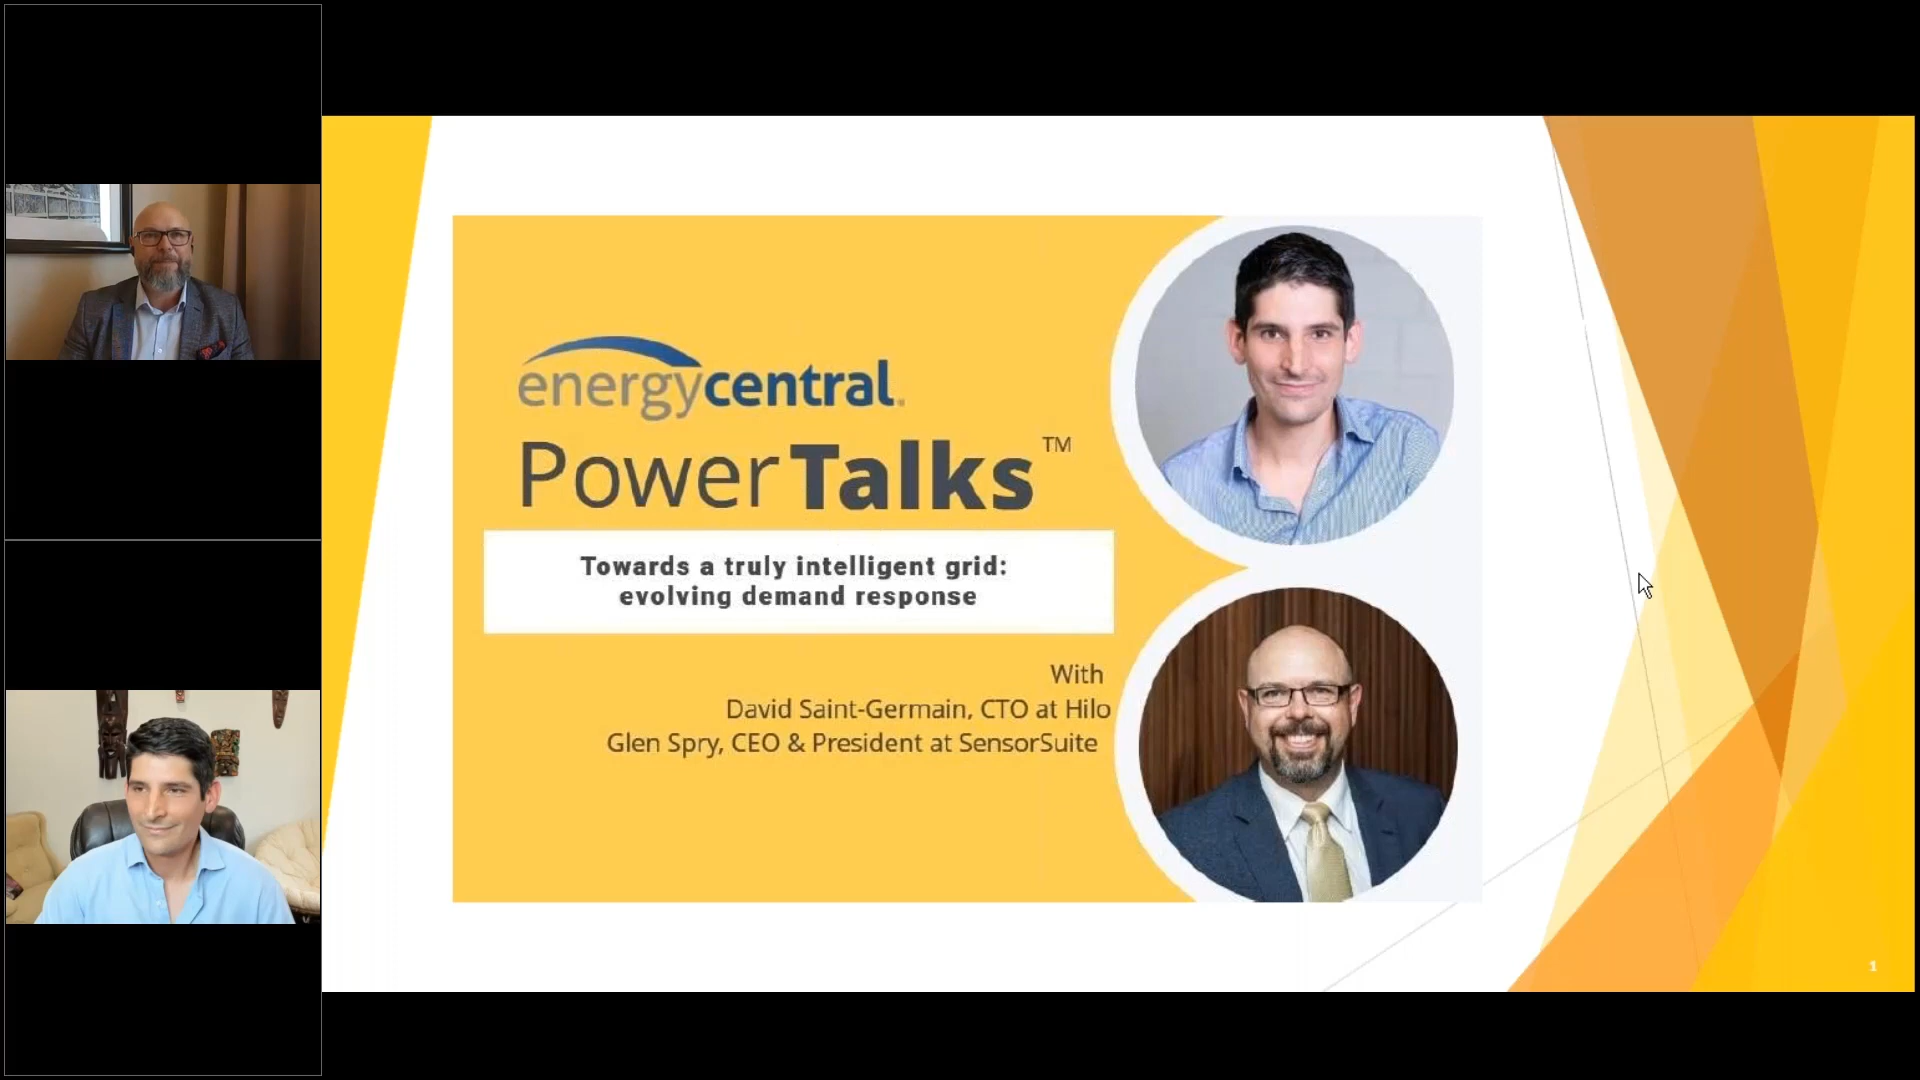 energycentral.
PowerTalks™
Towards a truly intelligent grid:
evolving demand response
With
David Saint-Germain, CTO at Hilo
Glen Spry, CEO & President at SensorSuite
1